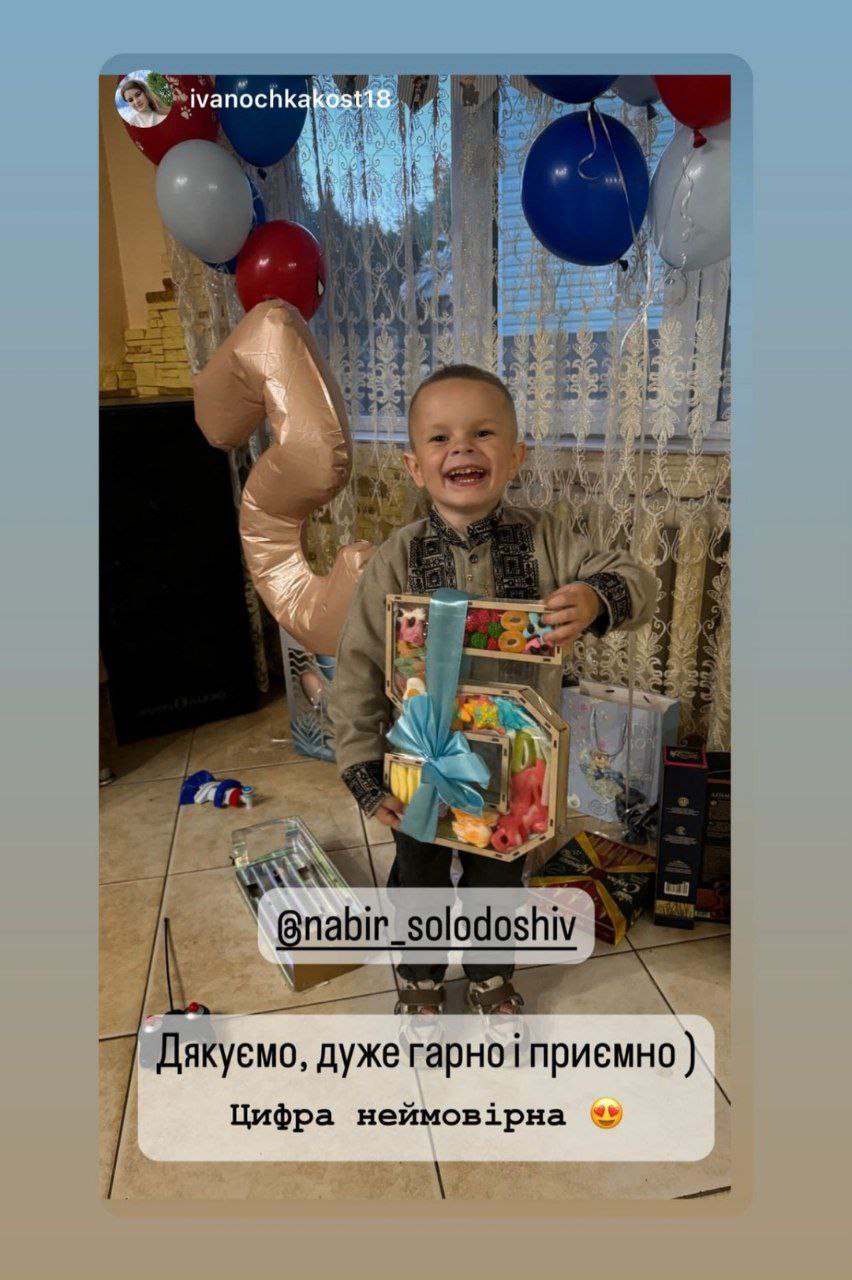 ivanochkakost18
@nabir_solodoshiv
Дякуємо, дуже гарно і приємно )
Цифра неймовірна 😍